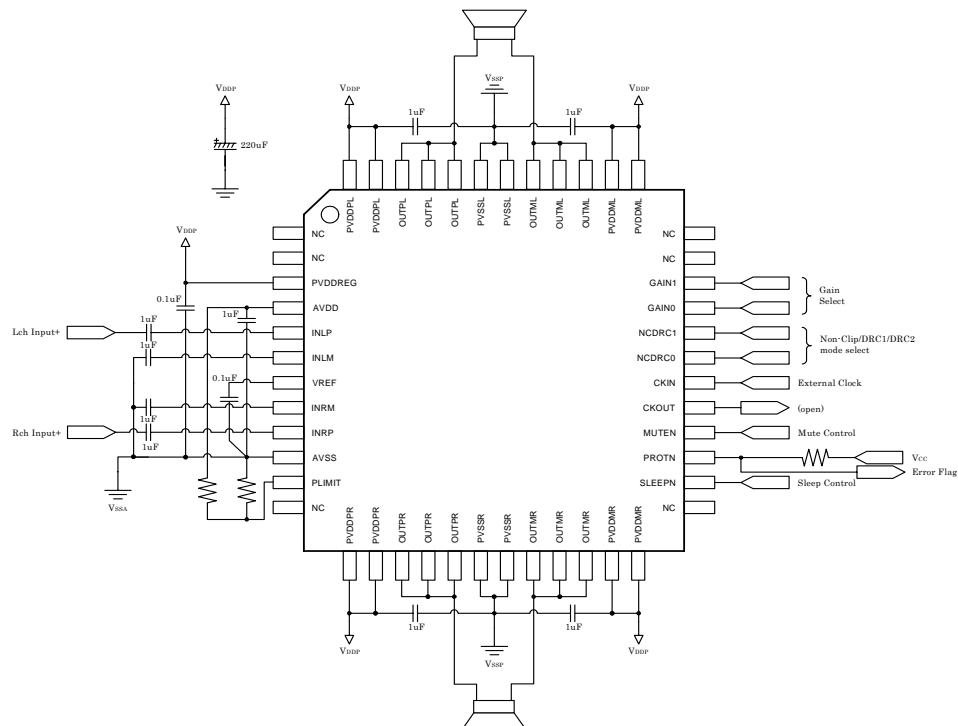 VSSP
VDDP
VDDP
VDDP
1uF
1uF
220uF
PVDDPL
PVDDPL
OUTPL
OUTPL
OUTPL
PVSSL
PVSSL
OUTML
OUTML
OUTML
PVDDML
PVDDML
NC
NC
VDDP
NC
NC
PVDDREG
GAIN1
Gain
Select
0.1uF
AVDD
GAIN0
1uF
1uF
Lch Input+
INLP
NCDRC1
Non-Clip/DRC1/DRC2
mode select
1uF
INLM
NCDRC0
0.1uF
VREF
CKIN
External Clock
INRM
CKOUT
(open)
1uF
Rch Input+
INRP
MUTEN
Mute Control
1uF
AVSS
PROTN
VCC
Error Flag
PLIMIT
SLEEPN
Sleep Control
VSSA
NC
NC
PVDDPR
PVDDPR
OUTPR
OUTPR
OUTPR
PVSSR
PVSSR
OUTMR
OUTMR
OUTMR
PVDDMR
PVDDMR
1uF
1uF
VDDP
VSSP
VDDP